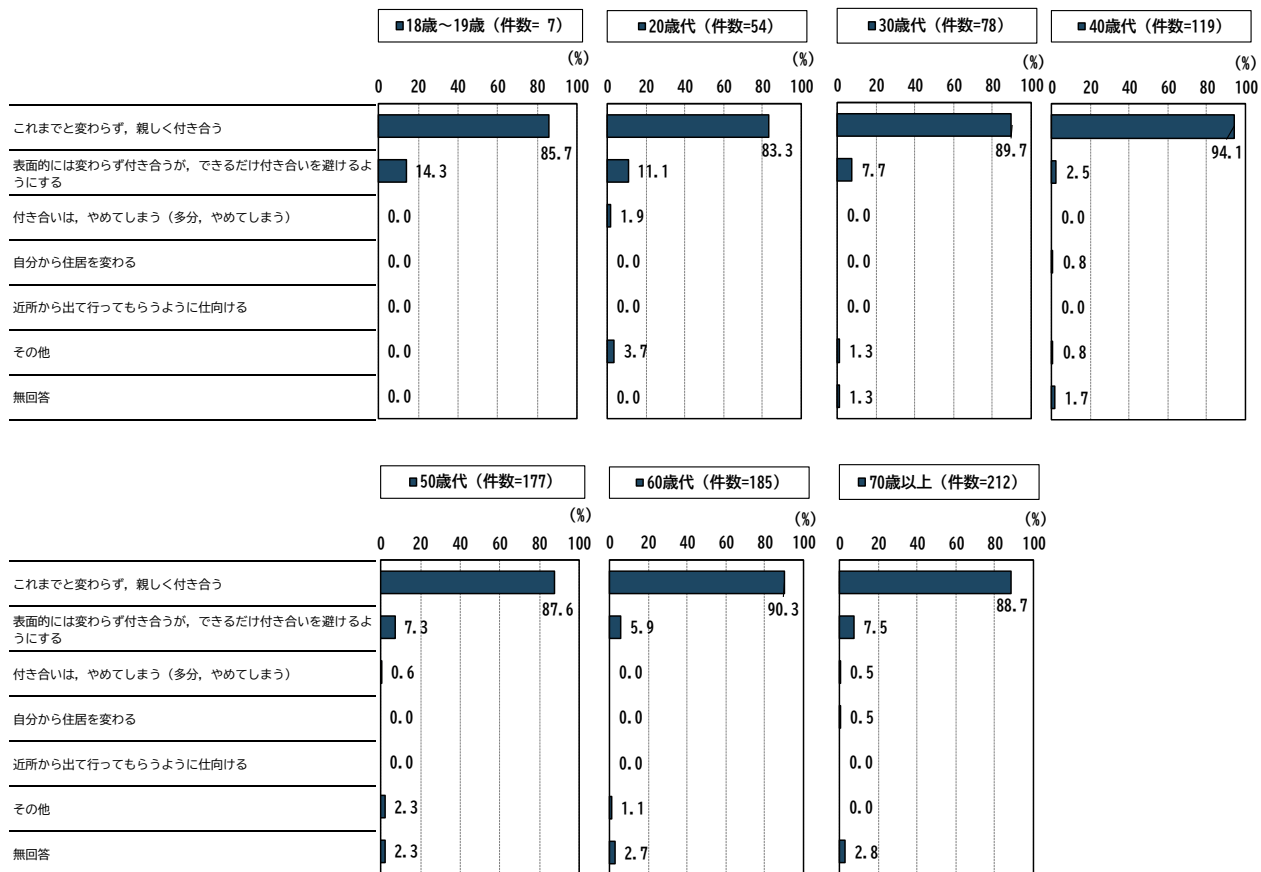 ■18歳～19歳（件数= 7） ■20歳代（件数=54） ■30歳代（件数=78） ■40歳代（件数=119）
(%) (%) (%) (%)
0 20 40 60 80 100 0 20 40 60 80 100 0 20 40 60 80 100 0 20 40 60 80 100
これまでと変わらず，親しく付き合う 85.7 83.3 89.7 94.1
表面的には変わらず付き合うが，できるだけ付き合いを避けるよ
うにする 14.3 11.1 7.7 2.5
付き合いは，やめてしまう（多分，やめてしまう） 0.0 1.9 0.0 0.0
自分から住居を変わる 0.0 0.0 0.0 0.8
近所から出て行ってもらうように仕向ける 0.0 0.0 0.0 0.0
その他 0.0 3.7 1.3 0.8
無回答 0.0 0.0 1.3 1.7
■50歳代（件数=177） ■60歳代（件数=185） ■70歳以上（件数=212）
(%) (%) (%)
0 20 40 60 80 100 0 20 40 60 80 100 0 20 40 60 80 100
これまでと変わらず，親しく付き合う 87.6 90.3 88.7
表面的には変わらず付き合うが，できるだけ付き合いを避けるよ
うにする 7.3 5.9 7.5
付き合いは，やめてしまう（多分，やめてしまう） 0.6 0.0 0.5
自分から住居を変わる 0.0 0.0 0.5
近所から出て行ってもらうように仕向ける 0.0 0.0 0.0
その他 2.3 1.1 0.0
無回答 2.3 2.7 2.8